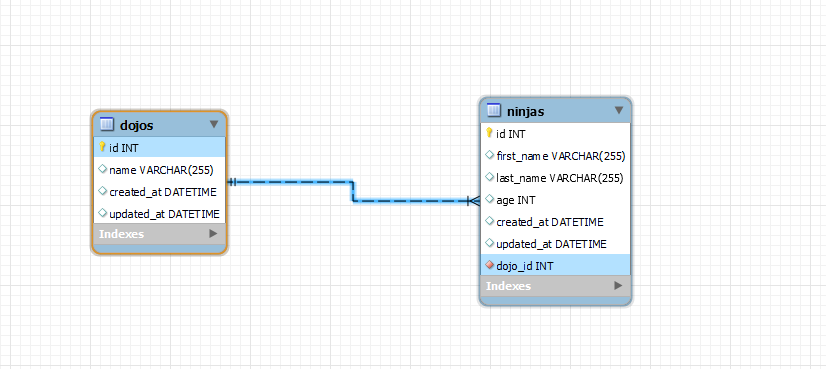 dojos
id INT
name VARCHAR(255)
created_at DATETIME
updated_at DATETIME
Indexes
ninjas
id INT
first_name VARCHAR(255)
last_name VARCHAR(255)
age INT
created_at DATETIME
updated_at DATETIME
dojo_id INT
Indexes